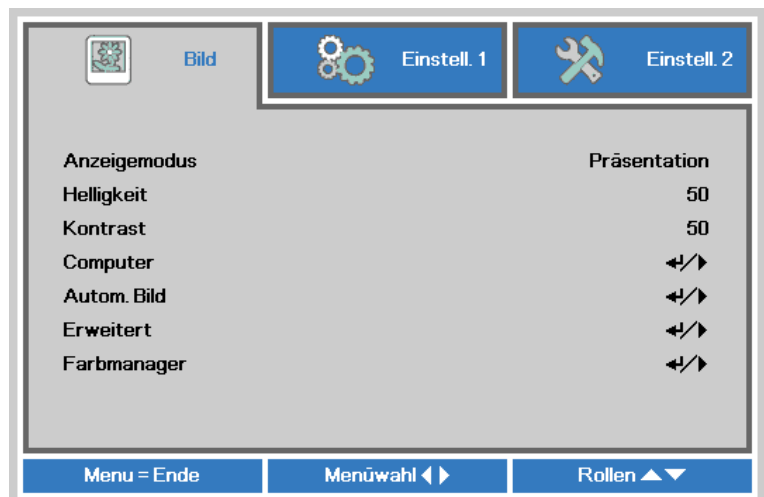 Bild
Einstell. 1
Einstell. 2
Anzeigemodus Präsentation
Helligkeit 50
Kontrast 50
Computer ↵/▶
Autom. Bild ↵/▶
Erweitert ↵/▶
Farbmanager ↵/▶
Menu = Ende
Menüwahl ◀ ▶
Rollen ▲▼